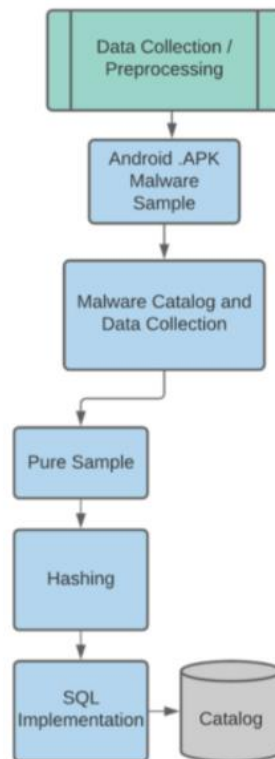 Data Collection /
Preprocessing
Android .APK
Malware
Sample
Malware Catalog and
Data Collection
Pure Sample
Hashing
SQL
Implementation
Catalog